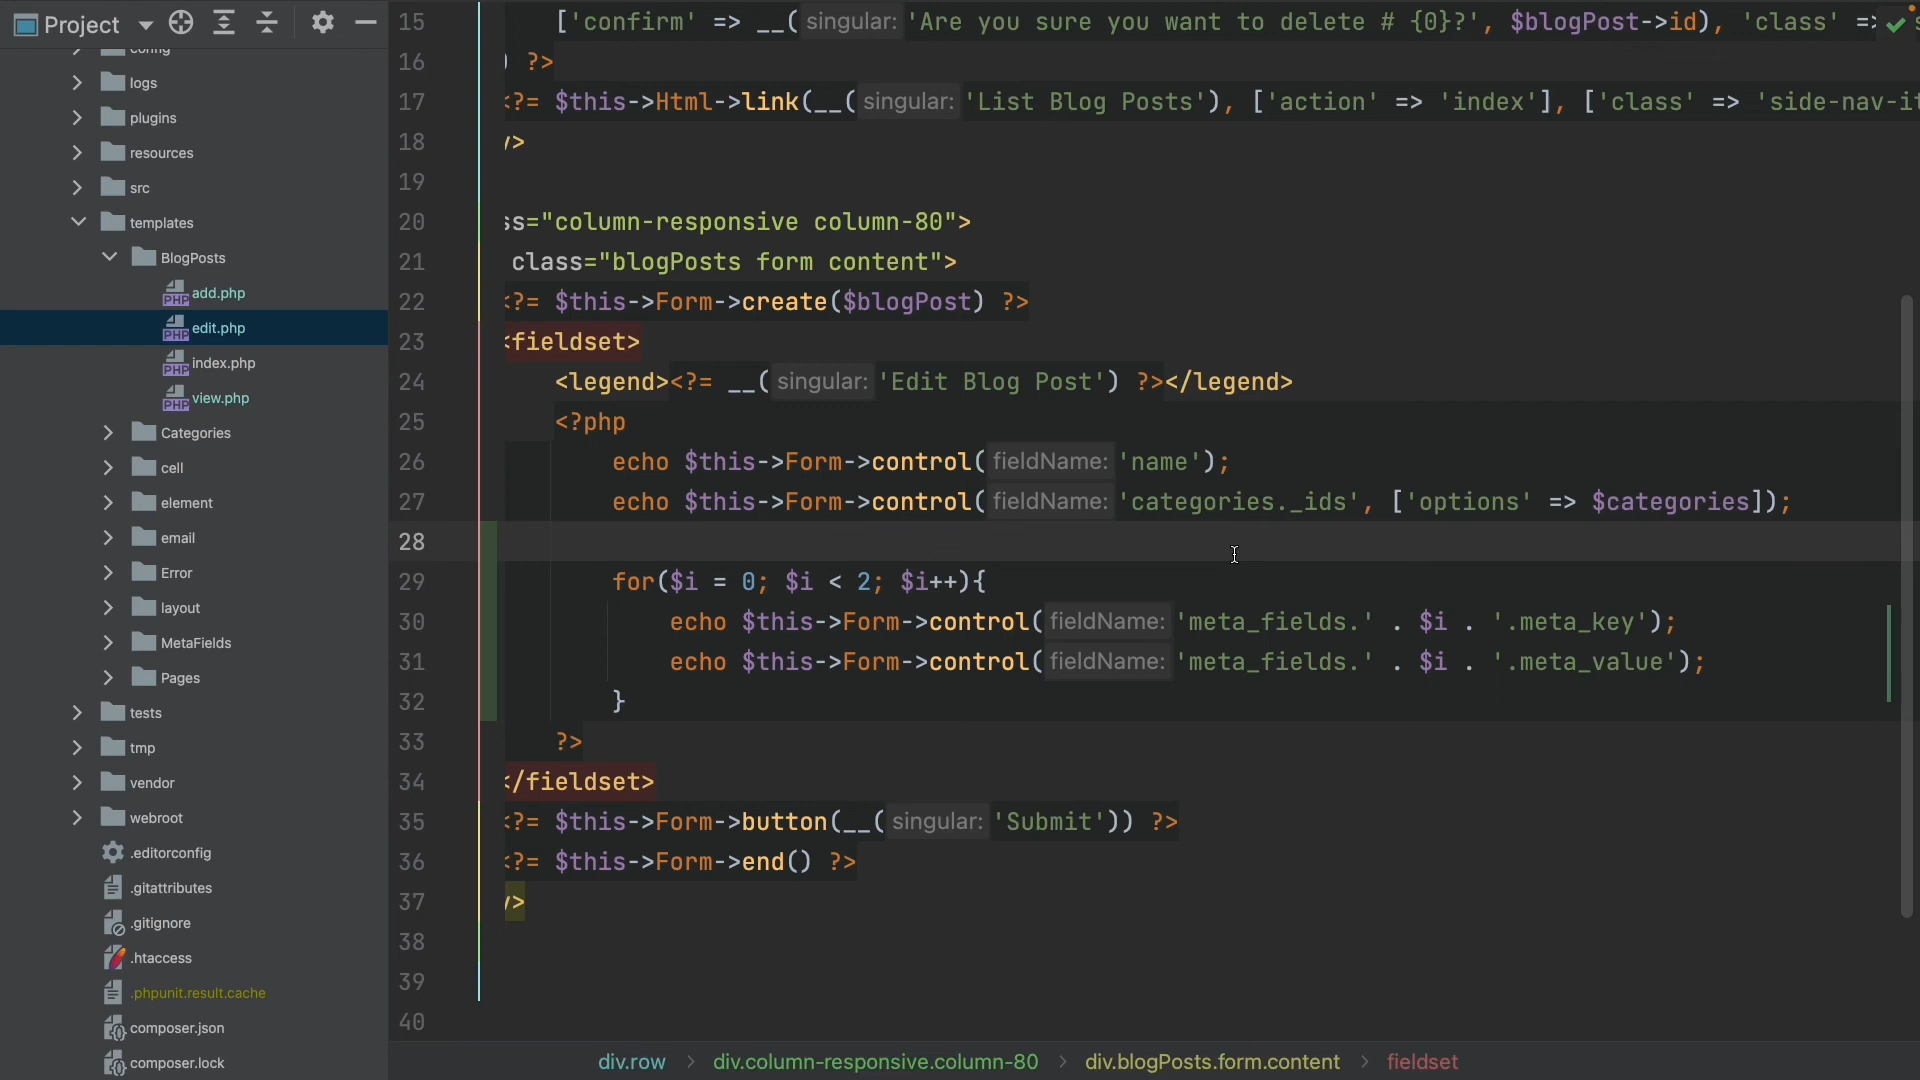 Project
config
logs
plugins
resources
src
templates
BlogPosts
add.php
edit.php
index.php
view.php
Categories
cell
element
email
Error
layout
MetaFields
Pages
tests
tmp
vendor
webroot
.editorconfig
.gitattributes
.gitignore
.htaccess
.phpunit.result.cache
composer.json
composer.lock
15 ['confirm' => __( singular: 'Are you sure you want to delete # {0}?', $blogPost->id), 'class' => s
16 ) ?>
17 <?= $this->Html->link(__( singular: 'List Blog Posts'), ['action' => 'index'], ['class' => 'side-nav-it
18 v>
19
20 ss="column-responsive column-80">
21 class="blogPosts form content">
22 <?= $this->Form->create($blogPost) ?>
23 <fieldset>
24 <legend><?= __( singular: 'Edit Blog Post') ?></legend>
25 <?php
26 echo $this->Form->control( fieldName: 'name');
27 echo $this->Form->control( fieldName: 'categories._ids', ['options' => $categories]);
28
29 for($i = 0; $i < 2; $i++){
30 echo $this->Form->control( fieldName: 'meta_fields.' . $i . '.meta_key');
31 echo $this->Form->control( fieldName: 'meta_fields.' . $i . '.meta_value');
32 }
33 ?>
34 </fieldset>
35 <?= $this->Form->button(__( singular: 'Submit')) ?>
36 <?= $this->Form->end() ?>
37 v>
38
39
40
div.row > div.column-responsive.column-80 > div.blogPosts.form.content > fieldset